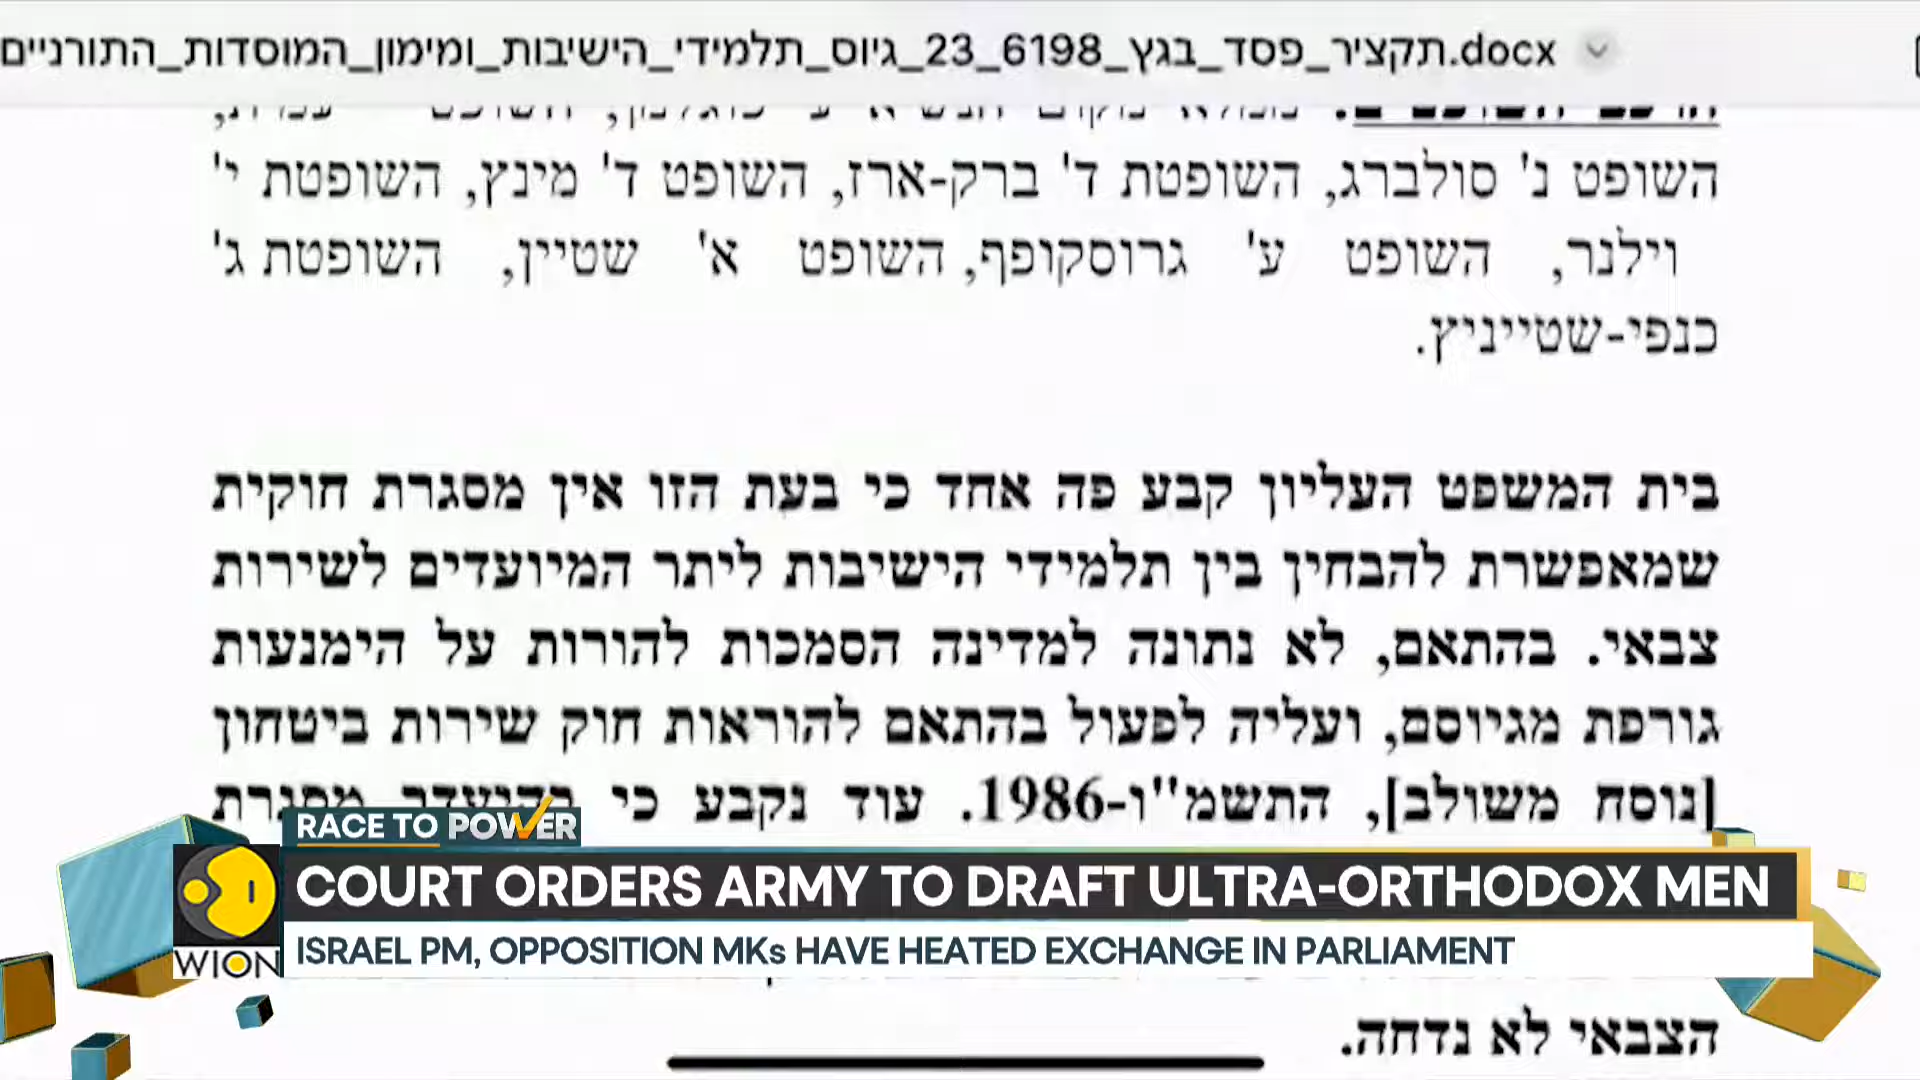 תקציר_פסד_בגץ_6198_23_גיוס_תלמידי_הישיבות_ומימון_המוסדות_התורניים.docx
השופט נ' סולברג, השופטת ד' ברק-ארז, השופט ד' מינץ, השופטת י'
וילנר, השופט ע' גרוסקופף, השופט א' שטיין, השופטת ג'
כנפי-שטייניץ.
בית המשפט העליון קבע פה אחד כי בעת הזו אין מסגרת חוקית
שמאפשרת להבחין בין תלמידי הישיבות ליתר המיועדים לשירות
צבאי. בהתאם, לא נתונה למדינה הסמכות להורות על הימנעות
גורפת מגיוסם, ועליה לפעול בהתאם להוראות חוק שירות ביטחון
[נוסח משולב], התשמ"ו-1986. עוד נקבע כי בהיעדר מסגרת
RACE TO POWER
COURT ORDERS ARMY TO DRAFT ULTRA-ORTHODOX MEN
WION
ISRAEL PM, OPPOSITION MKs HAVE HEATED EXCHANGE IN PARLIAMENT
הצבאי לא נדחה.